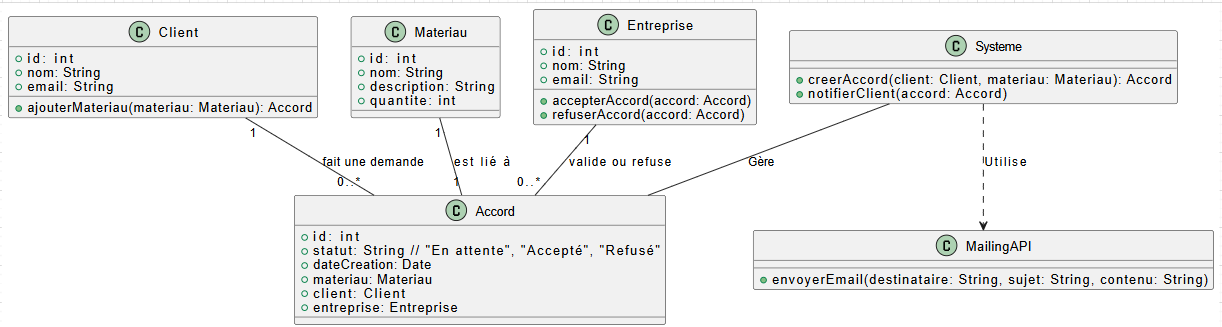 C Client
id: int
nom: String
email: String
ajouterMateriau(materiau: Materiau): Accord
C Materiau
id: int
nom: String
description: String
quantite: int
C Entreprise
id: int
nom: String
email: String
accepterAccord(accord: Accord)
refuserAccord(accord: Accord)
C Systeme
creerAccord(client: Client, materiau: Materiau): Accord
notifierClient(accord: Accord)
1
1
1
fait une demande
est lié à
valide ou refuse
Gère
Utilise
0..*
1
0..*
C Accord
id: int
statut: String // "En attente", "Accepté", "Refusé"
dateCreation: Date
materiau: Materiau
client: Client
entreprise: Entreprise
C MailingAPI
envoyerEmail(destinataire: String, sujet: String, contenu: String)